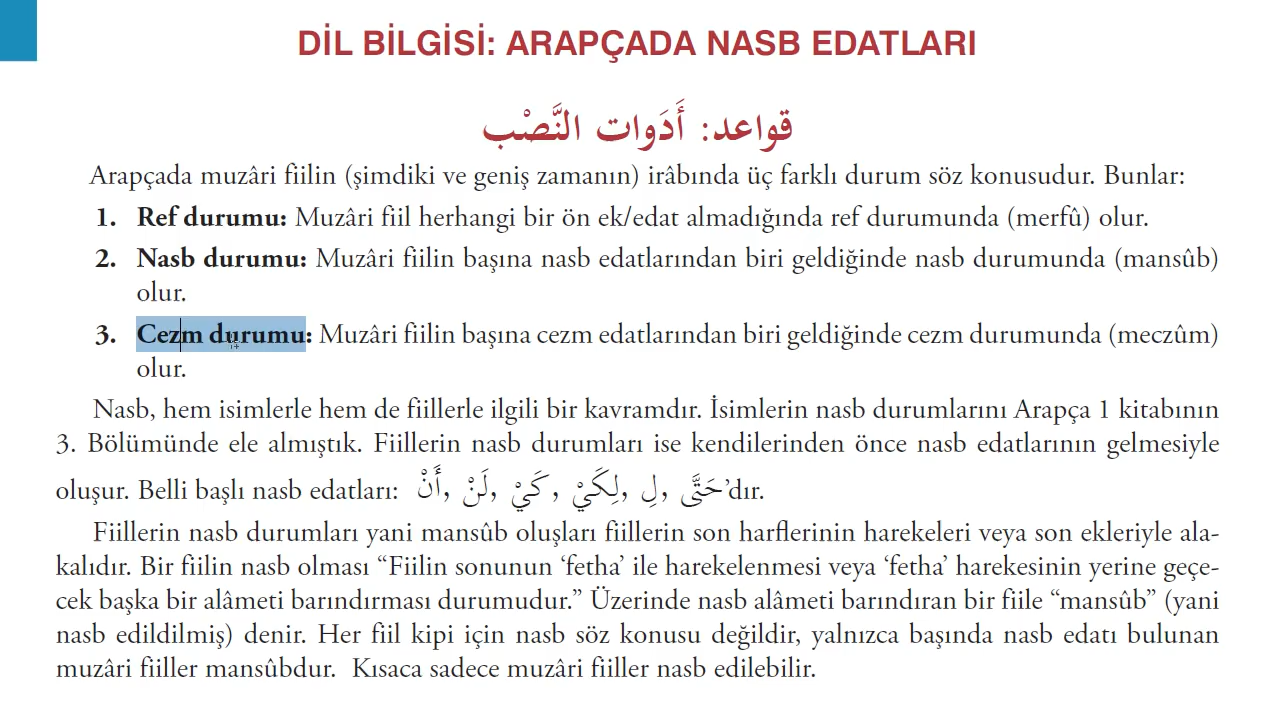 DİL BİLGİSİ: ARAPÇADA NASB EDATLARI
قواعد: أَدَوات النَّصْب
Arapçada muzâri fiilin (şimdiki ve geniş zamanın) irâbında üç farklı durum söz konusudur. Bunlar:
1. Ref durumu: Muzâri fiil herhangi bir ön ek/edat almadığında ref durumunda (merfû) olur.
2. Nasb durumu: Muzâri fiilin başına nasb edatlarından biri geldiğinde nasb durumunda (mansûb)
olur.
3. Cezm durumu: Muzâri fiilin başına cezm edatlarından biri geldiğinde cezm durumunda (meczûm)
olur.
Nasb, hem isimlerle hem de fiillerle ilgili bir kavramdır. İsimlerin nasb durumlarını Arapça 1 kitabının
3. Bölümünde ele almıştık. Fiillerin nasb durumları ise kendilerinden önce nasb edatlarının gelmesiyle
oluşur. Belli başlı nasb edatları: أَنْ, لَنْ, كَيْ, لِكَيْ, لِ, حَتَّى’dır.
Fiillerin nasb durumları yani mansûb oluşları fiillerin son harflerinin harekeleri veya son ekleriyle ala-
kalıdır. Bir fiilin nasb olması “Fiilin sonunun ‘fetha’ ile harekelenmesi veya ‘fetha’ harekesinin yerine geçe-
cek başka bir alâmeti barındırması durumudur.” Üzerinde nasb alâmeti barındıran bir fiile “mansûb” (yani
nasb edildilmiş) denir. Her fiil kipi için nasb söz konusu değildir, yalnızca başında nasb edatı bulunan
muzâri fiiller mansûbdur. Kısaca sadece muzâri fiiller nasb edilebilir.